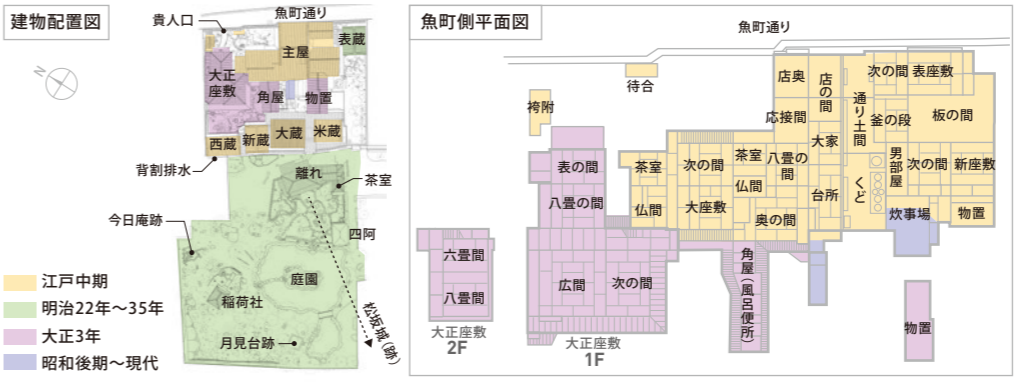 建物配置図
貴人口
魚町通り
主屋
表蔵
大正
座敷
角屋
物置
西蔵
新蔵
大蔵
米蔵
背割排水
離れ
茶室
今日庵跡
四阿
庭園
稲荷社
月見台跡
松坂城(跡)
N
江戸中期
明治22年〜35年
大正3年
昭和後期〜現代
魚町側平面図
魚町通り
待合
袴附
店奥
店の間
通り土間
次の間
表座敷
釜の段
板の間
応接間
大家
男部屋
次の間
新座敷
表の間
八畳の間
茶室
仏間
次の間
大座敷
茶室
仏間
八畳の間
奥の間
台所
くど
炊事場
物置
六畳間
八畳間
大正座敷
2F
広間
次の間
大正座敷
1F
角屋(風呂便所)
物置